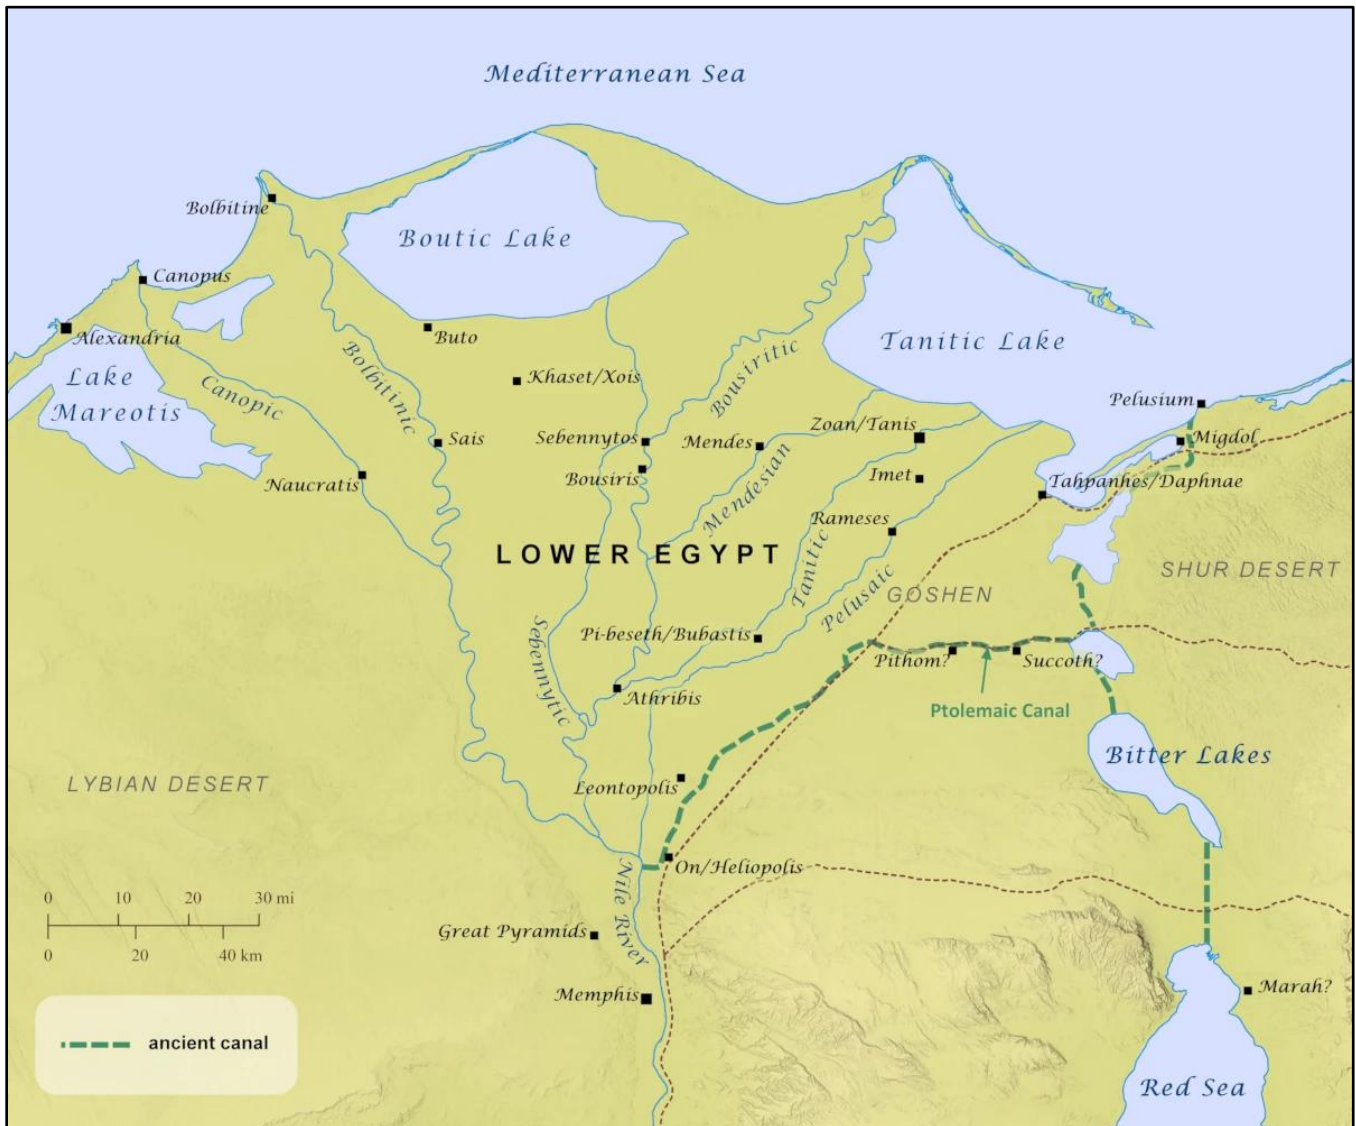 Mediterranean Sea
Bolbitine
Boutic Lake
Canopus
Alexandria
Buto
Tanitic Lake
Lake
Mareotis
Canopic
Bolbitinic
Khaset/Xois
Bousiritic
Pelusium
Sais
Sebennytos
Mendes
Zoan/Tanis
Migdol
Naucratis
Bousiris
Mendesian
Imet
Tahpanhes/Daphnae
Rameses
LOWER EGYPT
Tanitic
Pelusaic
GOSHEN
SHUR DESERT
Sebennytic
Pi-beseth/Bubastis
Pithom?
Succoth?
Athribis
Ptolemaic Canal
Bitter Lakes
LYBIAN DESERT
Leontopolis
On/Heliopolis
Nile River
0 10 20 30 mi
0 20 40 km
Great Pyramids
Memphis
Marah?
ancient canal
Red Sea